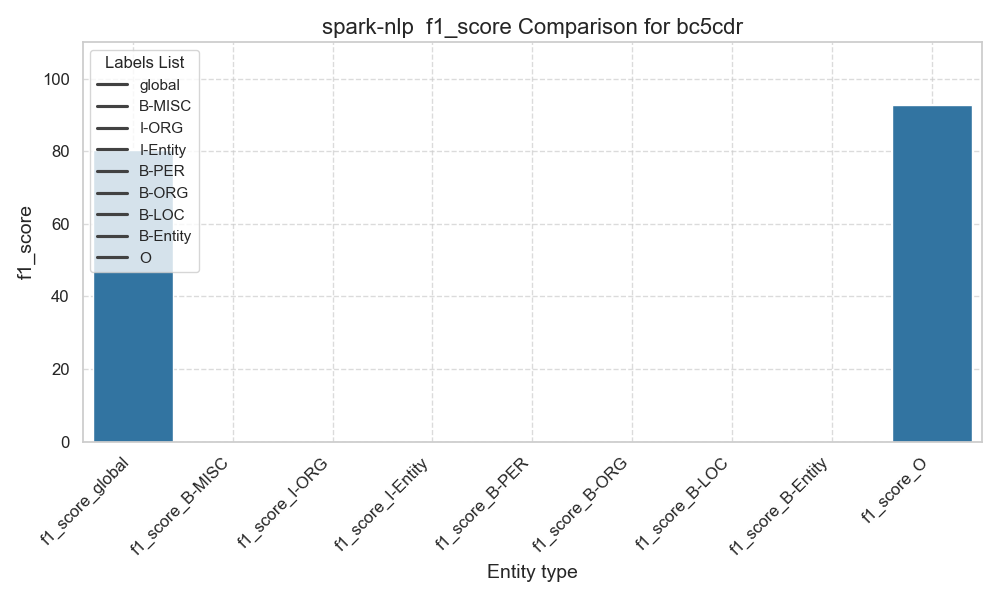 spark-nlp  f1_score Comparison for bc5cdr
Labels List
global
B-MISC
I-ORG
I-Entity
B-PER
B-ORG
B-LOC
B-Entity
O
f1_score
100
80
60
40
20
0
f1_score_global
f1_score_B-MISC
f1_score_I-ORG
f1_score_I-Entity
f1_score_B-PER
f1_score_B-ORG
f1_score_B-LOC
f1_score_B-Entity
f1_score_O
Entity type